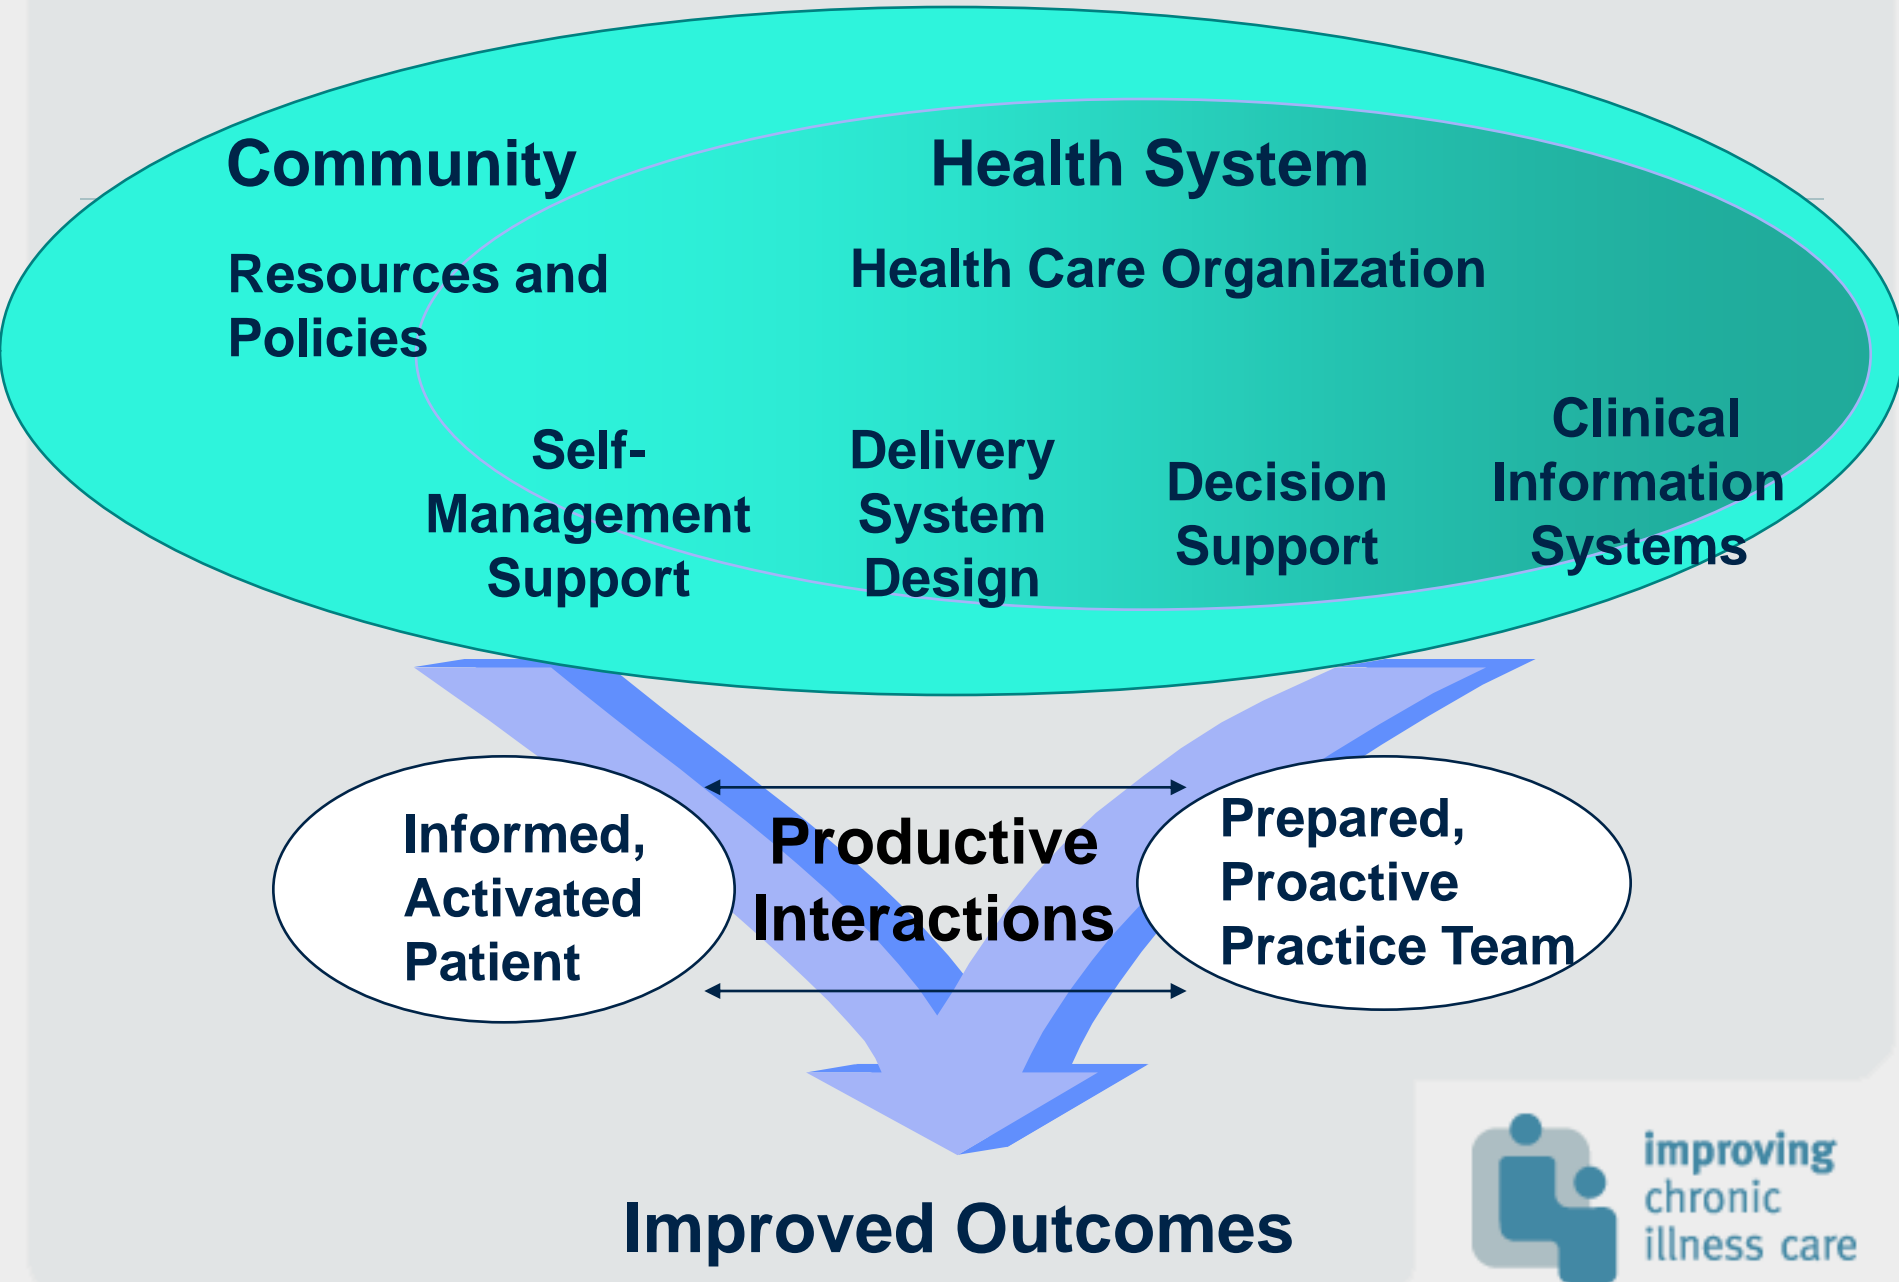 Community
Health System
Resources and
Policies
Health Care Organization
Self-
Management
Support
Delivery
System
Design
Decision
Support
Clinical
Information
Systems
Informed,
Activated
Patient
Productive
Interactions
Prepared,
Proactive
Practice Team
Improved Outcomes
improving
chronic
illness care